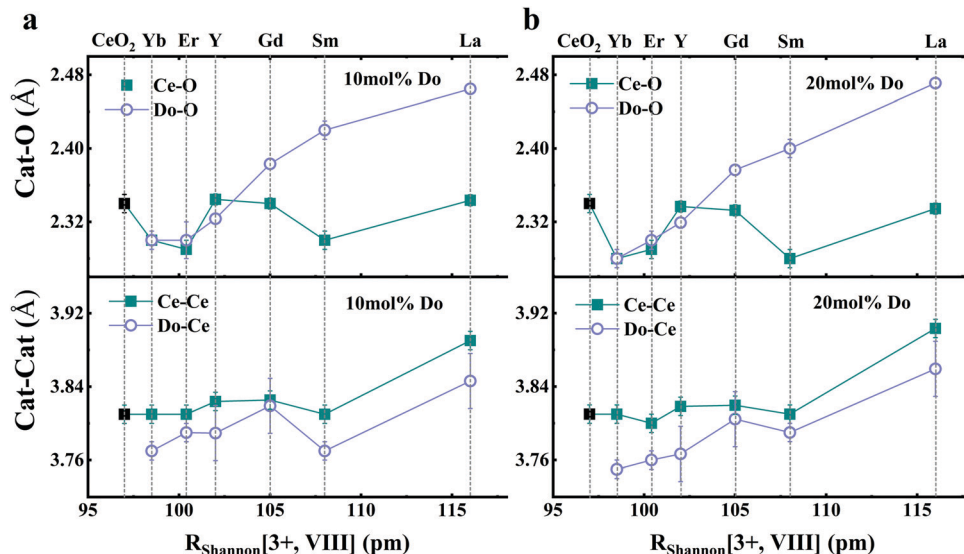 a
CeO2 Yb Er Y Gd Sm La
2.48
2.40
2.32
Cat-O (Å)
Ce-O
Do-O
10mol% Do
3.92
3.84
3.76
Cat-Cat (Å)
Ce-Ce
Do-Ce
10mol% Do
95 100 105 110 115
RShannon[3+, VIII] (pm)
b
CeO2 Yb Er Y Gd Sm La
2.48
2.40
2.32
Cat-O (Å)
Ce-O
Do-O
20mol% Do
3.92
3.84
3.76
Cat-Cat (Å)
Ce-Ce
Do-Ce
20mol% Do
95 100 105 110 115
RShannon[3+, VIII] (pm)